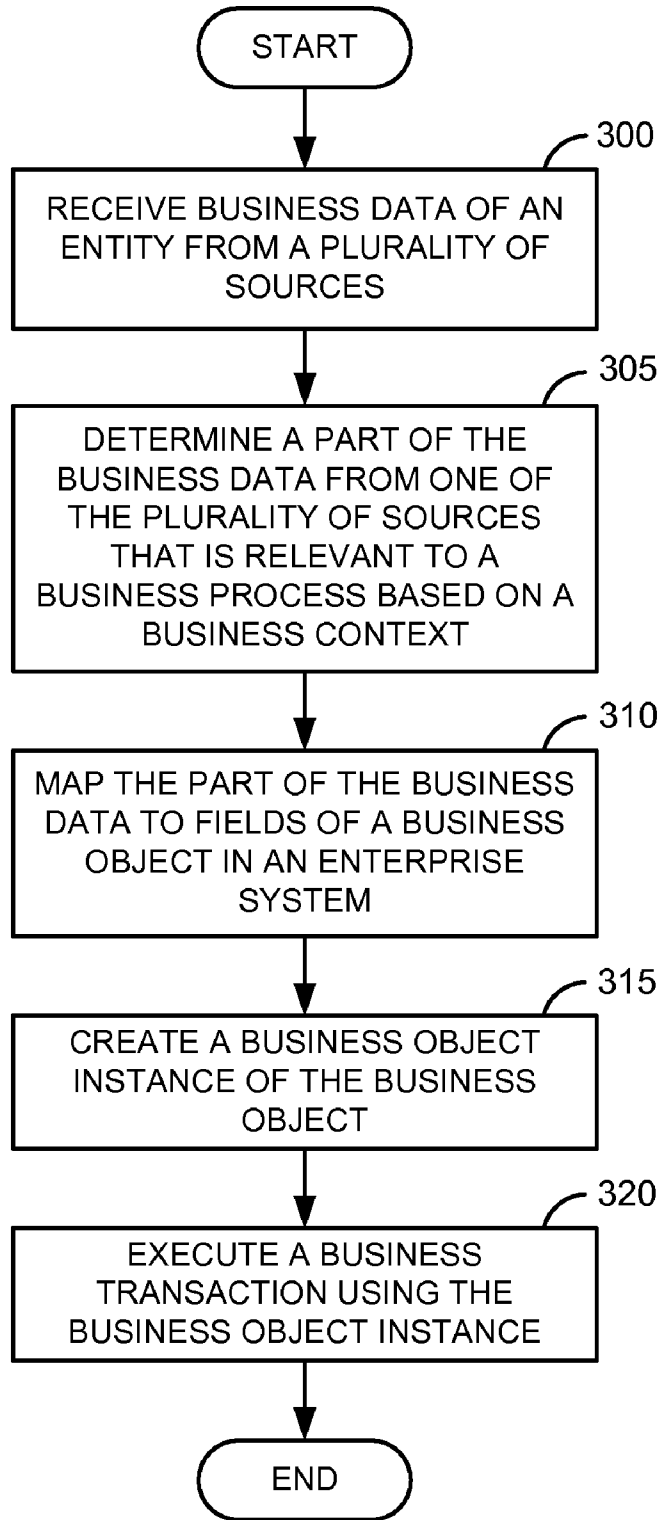 START
300
RECEIVE BUSINESS DATA OF AN
ENTITY FROM A PLURALITY OF
SOURCES
305
DETERMINE A PART OF THE
BUSINESS DATA FROM ONE OF
THE PLURALITY OF SOURCES
THAT IS RELEVANT TO A
BUSINESS PROCESS BASED ON A
BUSINESS CONTEXT
310
MAP THE PART OF THE BUSINESS
DATA TO FIELDS OF A BUSINESS
OBJECT IN AN ENTERPRISE
SYSTEM
315
CREATE A BUSINESS OBJECT
INSTANCE OF THE BUSINESS
OBJECT
320
EXECUTE A BUSINESS
TRANSACTION USING THE
BUSINESS OBJECT INSTANCE
END